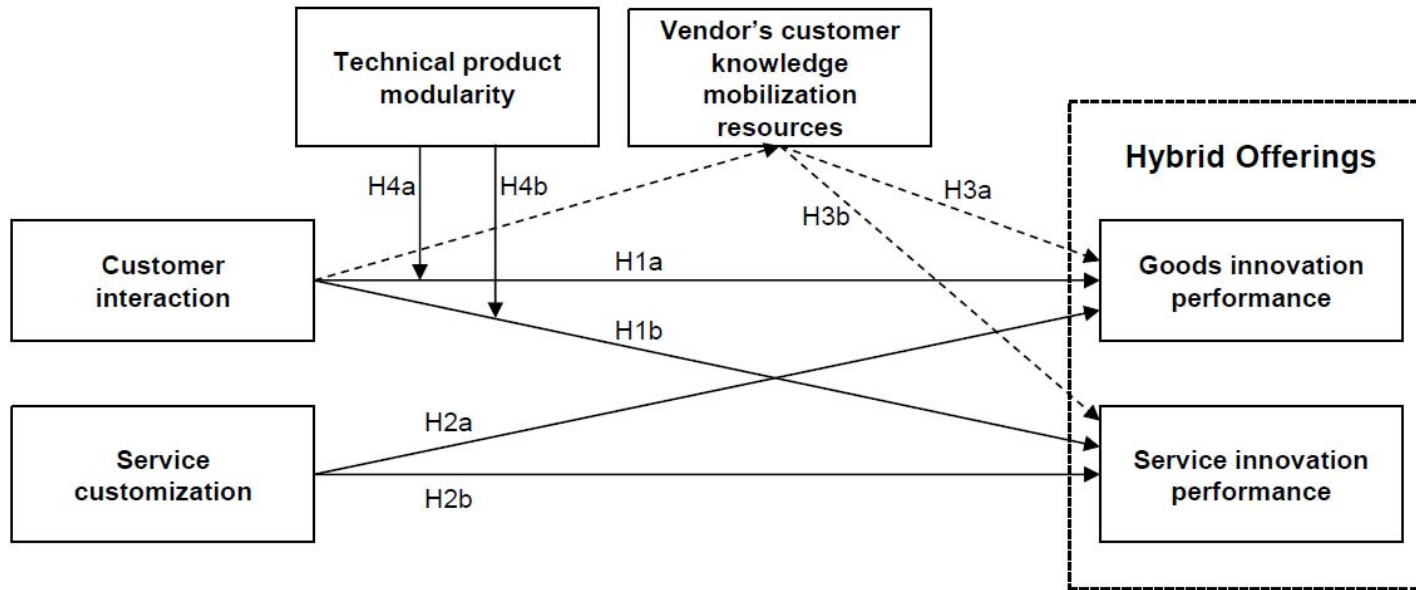 Technical product
modularity
Vendor's customer
knowledge
mobilization
resources
Hybrid Offerings
H4a
H4b
H3a
H3b
Customer
interaction
H1a
Goods innovation
performance
H1b
H2a
Service
customization
Service innovation
performance
H2b